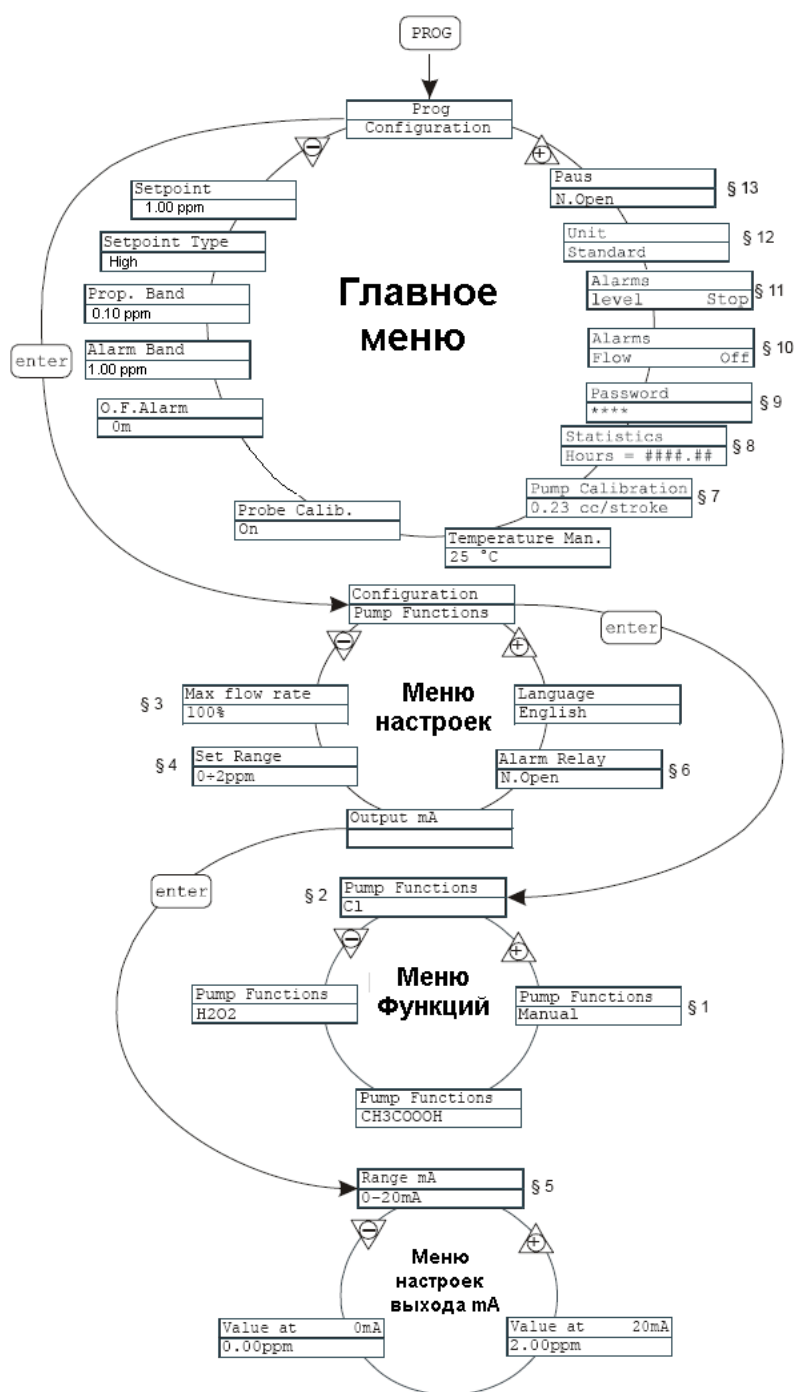 PROG
Prog
Configuration
Setpoint
1.00 ppm
Setpoint Type
High
Prop. Band
0.10 ppm
Alarm Band
1.00 ppm
O.F.Alarm
0m
Probe Calib.
On
enter
Главное
меню
Paus
N.Open
§ 13
Unit
Standard
§ 12
Alarms
level Stop
§ 11
Alarms
Flow Off
§ 10
Password
****
§ 9
Statistics
Hours = ####.##
§ 8
Pump Calibration
0.23 cc/stroke
§ 7
Temperature Man.
25 °C
Configuration
Pump Functions
enter
§ 3
Max flow rate
100%
§ 4
Set Range
0÷2ppm
Меню
настроек
Language
English
Alarm Relay
N.Open
§ 6
Output mA
enter
§ 2
Pump Functions
Cl
Pump Functions
H2O2
Меню
Функций
Pump Functions
Manual
§ 1
Pump Functions
CH3COOOH
Range mA
0-20mA
§ 5
Меню
настроек
выхода mA
Value at 0mA
0.00ppm
Value at 20mA
2.00ppm